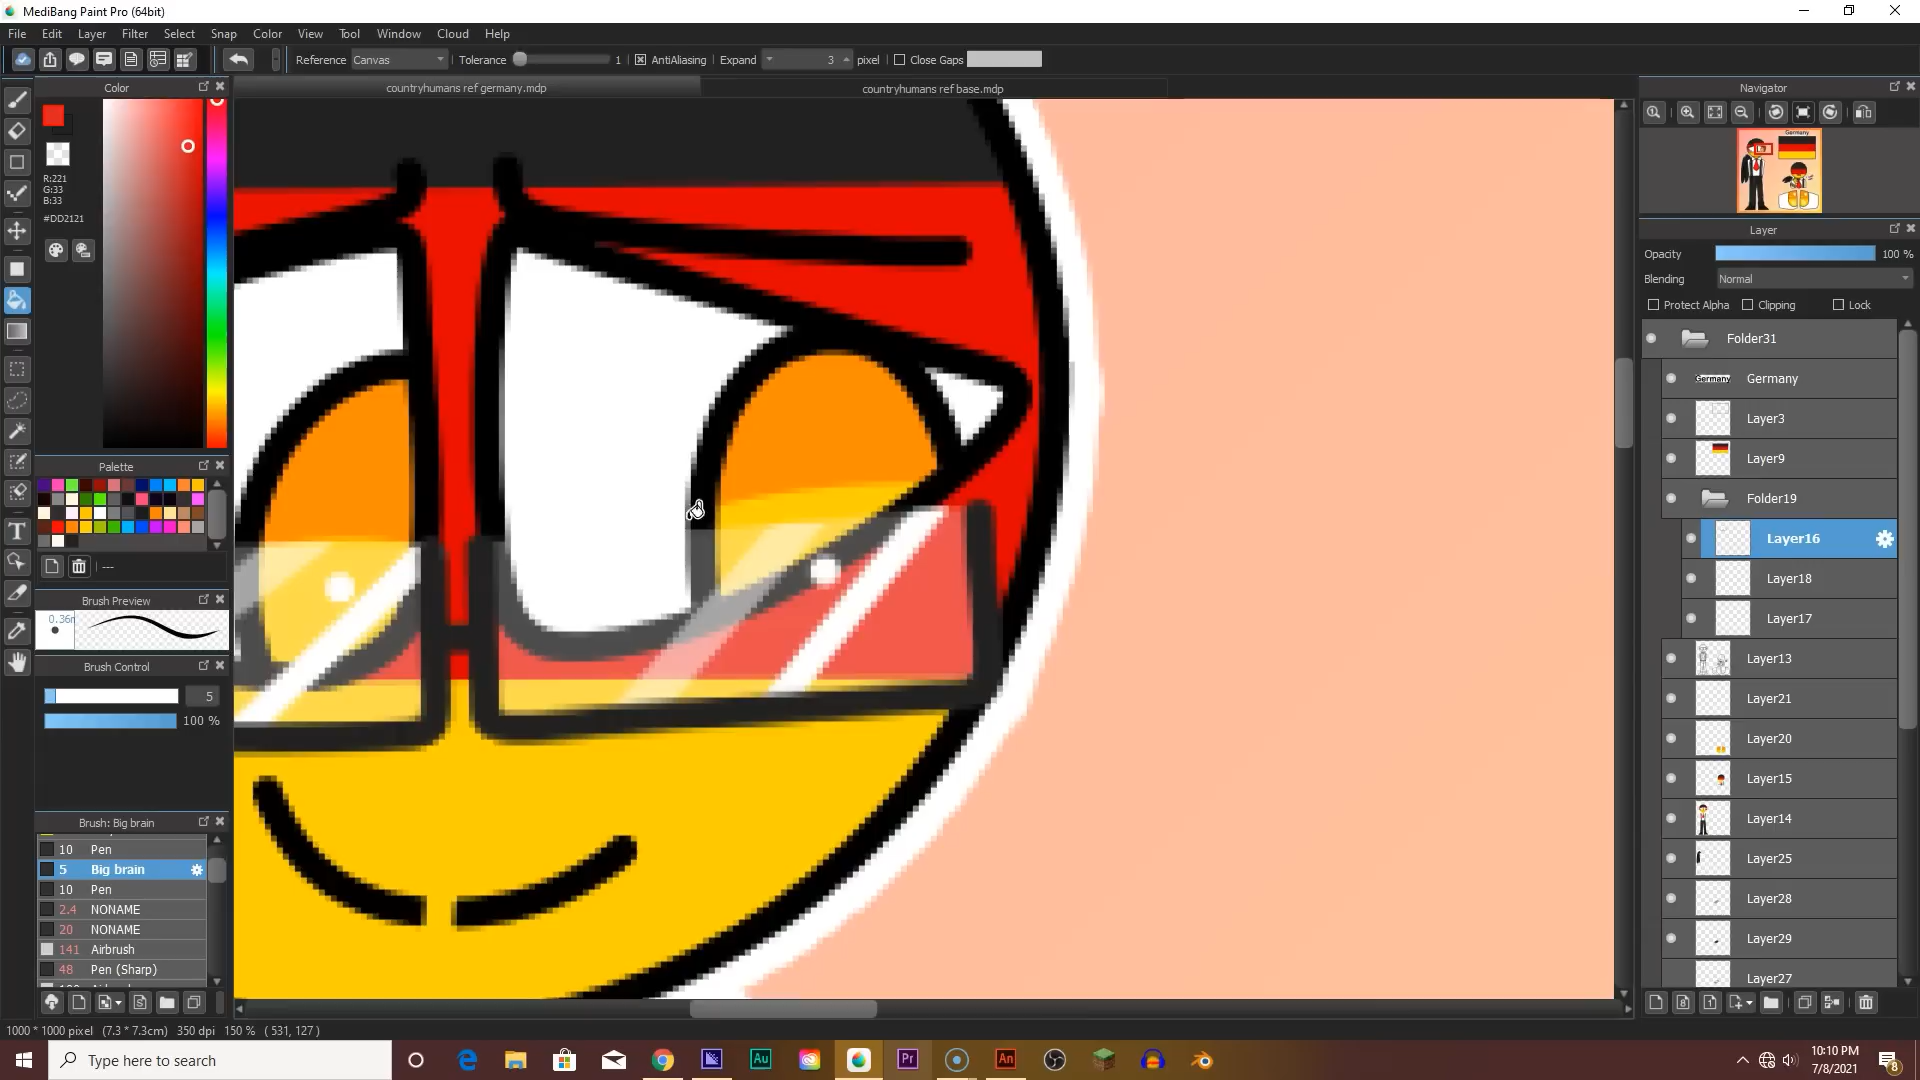 MediBang Paint Pro (64bit)
File Edit Layer Filter Select Snap Color View Tool Window Cloud Help
Reference Canvas Tolerance 1 AntiAliasing Expand 3 pixel Close Gaps
Color
countryhumans ref germany.mdp
countryhumans ref base.mdp
Navigator
R:221
G:33
B:33
#DD2121
Germany
Layer
Opacity 100 %
Blending Normal
Protect Alpha Clipping Lock
Folder31
Germany Germany
Layer3
Layer9
Folder19
Layer16
Layer18
Layer17
Layer13
Layer21
Layer20
Layer15
Layer14
Layer25
Layer28
Layer29
Layer27
Palette
---
Brush Preview
Brush Control
5
100 %
Brush: Big brain
10 Pen
5 Big brain
10 Pen
2.4 NONAME
20 NONAME
141 Airbrush
48 Pen (Sharp)
1000 * 1000 pixel (7.3 * 7.3cm) 350 dpi 150 % ( 531, 127 )
Type here to search
Au
Pr
An
10:10 PM
7/8/2021
8